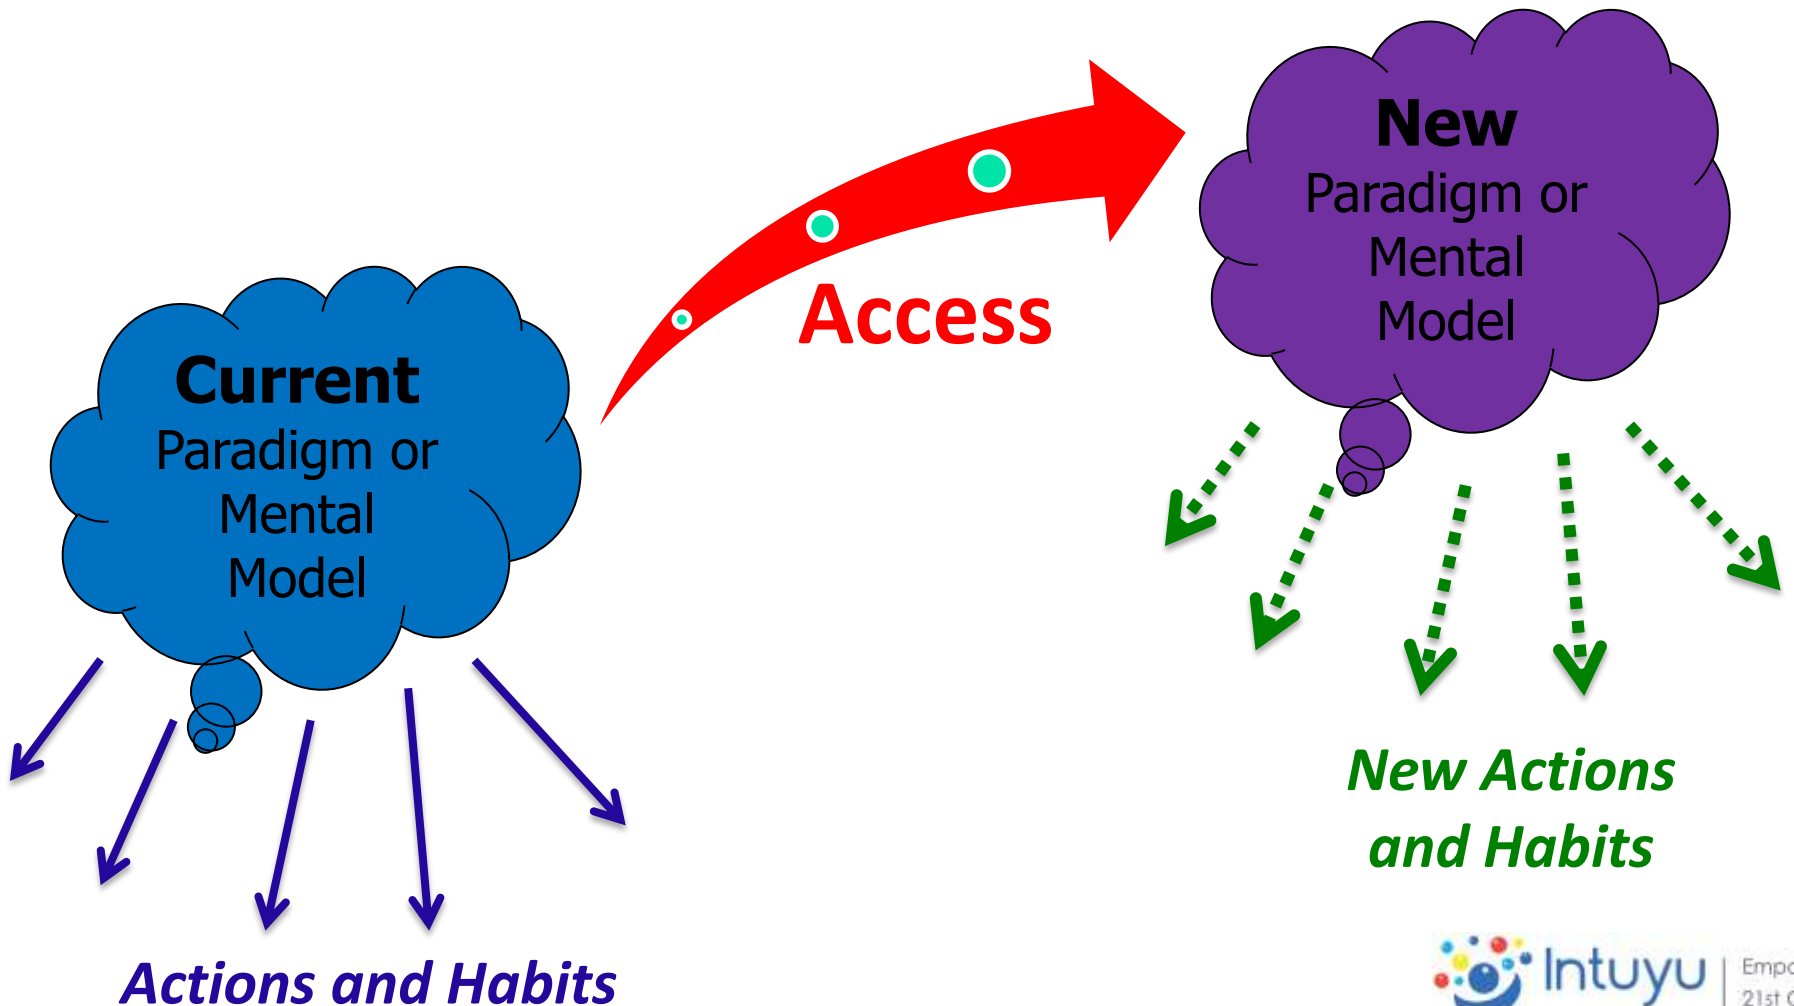 New
Paradigm or
Mental
Model
Access
Current
Paradigm or
Mental
Model
New Actions
and Habits
Actions and Habits
Intuyu
21st